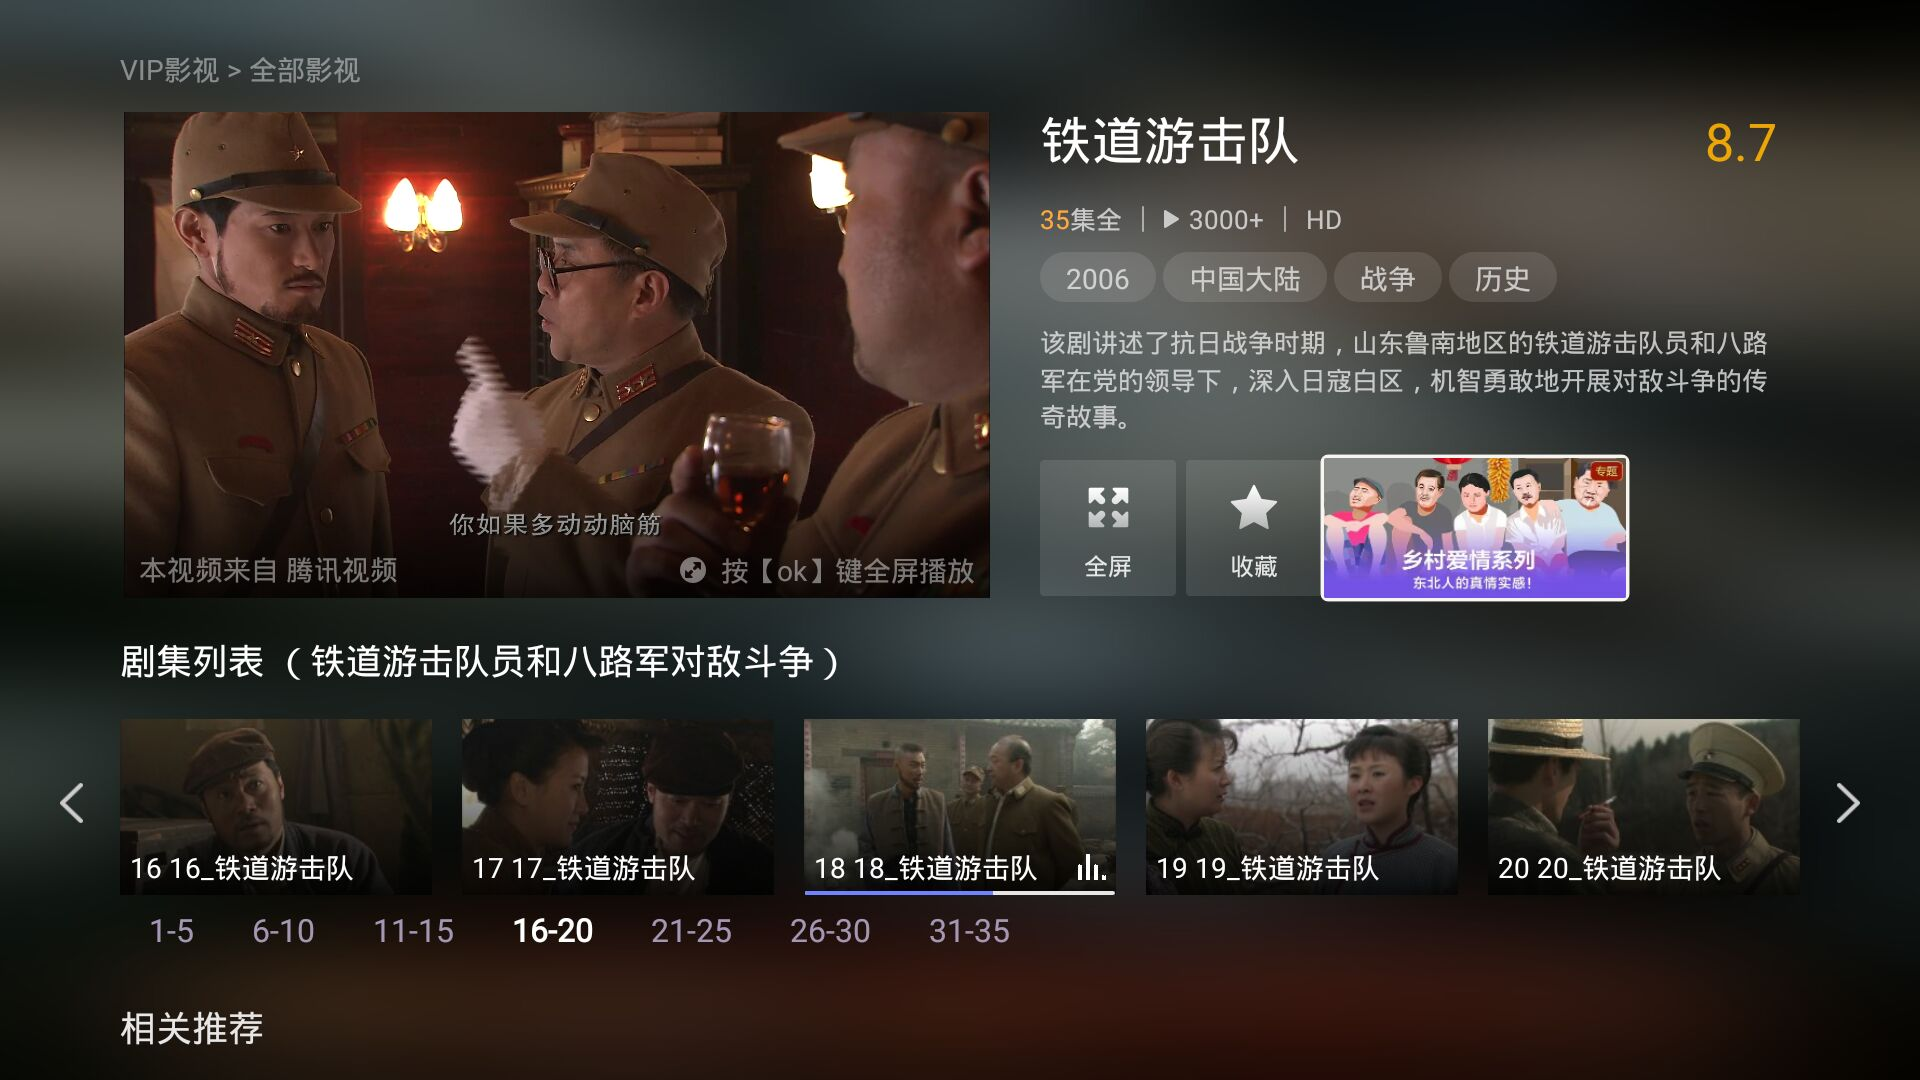 VIP影视 > 全部影视
铁道游击队
8.7
35集全 | 3000+ | HD
2006 中国大陆 战争 历史
该剧讲述了抗日战争时期，山东鲁南地区的铁道游击队员和八路
军在党的领导下，深入日寇白区，机智勇敢地开展对敌斗争的传
奇故事。
你如果多动动脑筋
本视频来自 腾讯视频
按【ok】键全屏播放
全屏
收藏
专题
乡村爱情系列
东北人的真情实感!
剧集列表（铁道游击队员和八路军对敌斗争）
16 16_铁道游击队
17 17_铁道游击队
18 18_铁道游击队
19 19_铁道游击队
20 20_铁道游击队
1-5 6-10 11-15 16-20 21-25 26-30 31-35
相关推荐